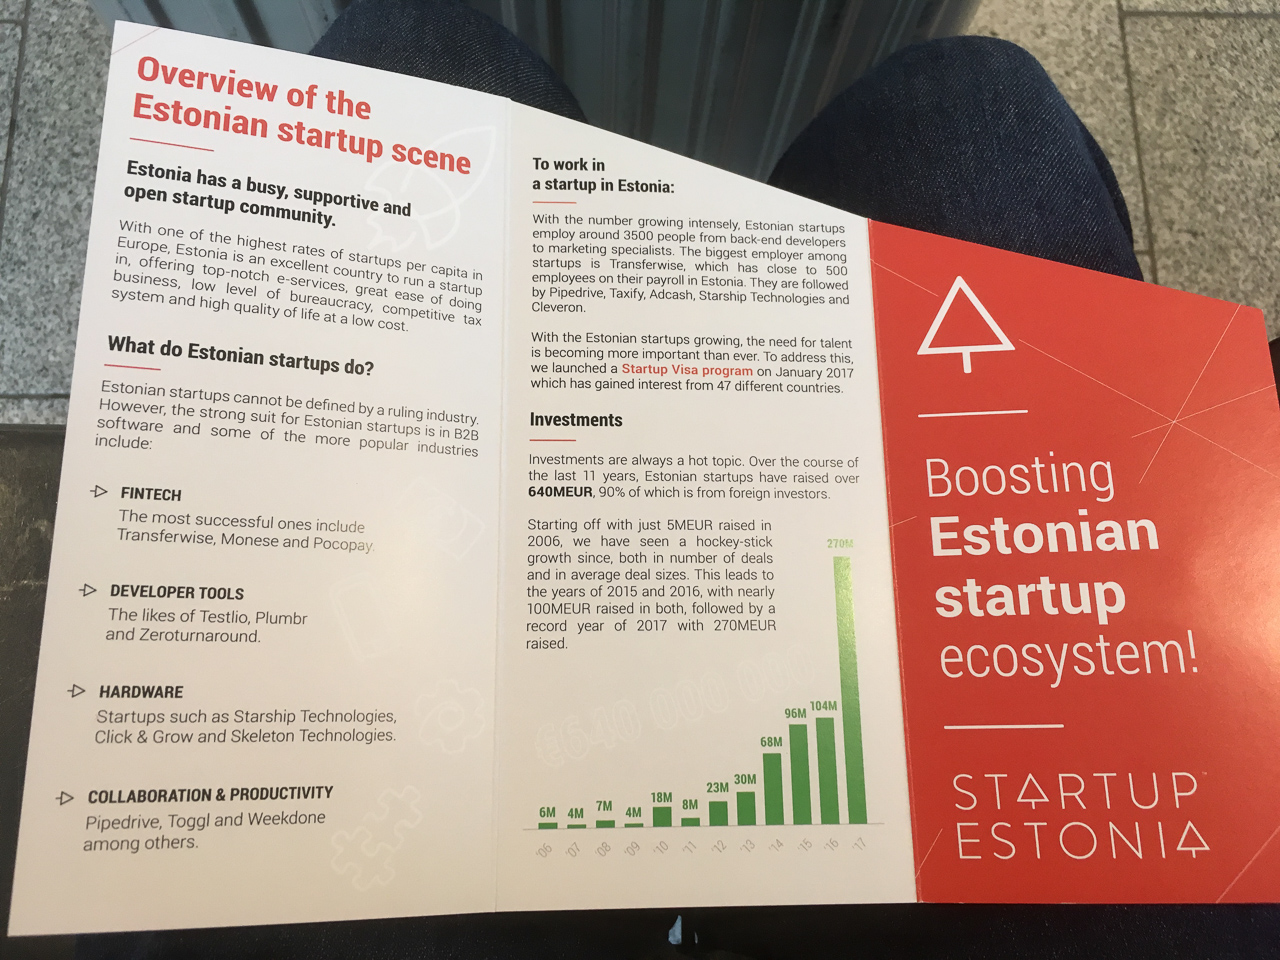 Overview of the
Estonian startup scene
Estonia has a busy, supportive and
open startup community.
With one of the highest rates of startups per capita in
Europe, Estonia is an excellent country to run a startup
in, offering top-notch e-services, great ease of doing
business, low level of bureaucracy, competitive tax
system and high quality of life at a low cost.
What do Estonian startups do?
Estonian startups cannot be defined by a ruling industry.
However, the strong suit for Estonian startups is in B2B
software and some of the more popular industries
include:
FINTECH
The most successful ones include
Transferwise, Monese and Pocopay.
DEVELOPER TOOLS
The likes of Testlio, Plumbr
and Zeroturnaround.
HARDWARE
Startups such as Starship Technologies,
Click & Grow and Skeleton Technologies.
COLLABORATION & PRODUCTIVITY
Pipedrive, Toggl and Weekdone
among others.
To work in
a startup in Estonia:
With the number growing intensely, Estonian startups
employ around 3500 people from back-end developers
to marketing specialists. The biggest employer among
startups is Transferwise, which has close to 500
employees on their payroll in Estonia. They are followed
by Pipedrive, Taxify, Adcash, Starship Technologies and
Cleveron.
With the Estonian startups growing, the need for talent
is becoming more important than ever. To address this,
we launched a Startup Visa program on January 2017
which has gained interest from 47 different countries.
Investments
Investments are always a hot topic. Over the course of
the last 11 years, Estonian startups have raised over
640MEUR, 90% of which is from foreign investors.
Starting off with just 5MEUR raised in
2006, we have seen a hockey-stick
growth since, both in number of deals
and in average deal sizes. This leads to
the years of 2015 and 2016, with nearly
100MEUR raised in both, followed by a
record year of 2017 with 270MEUR
raised.
€640 000 000
6M 4M 7M 4M 18M 8M 23M 30M 68M 96M 104M 270M
'06 '07 '08 '09 '10 '11 '12 '13 '14 '15 '16 '17
Boosting
Estonian
startup
ecosystem!
STARTUP™
ESTONIA